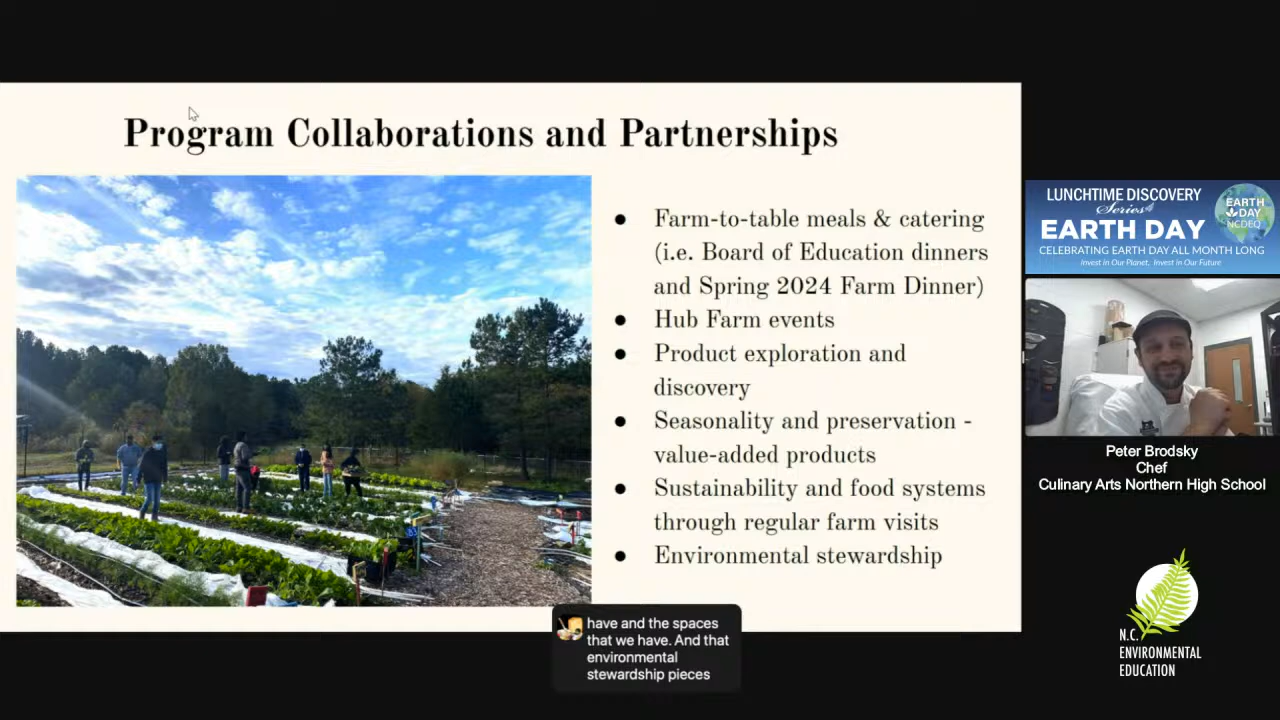 Program Collaborations and Partnerships
● Farm-to-table meals & catering
(i.e. Board of Education dinners
and Spring 2024 Farm Dinner)
● Hub Farm events
● Product exploration and
discovery
● Seasonality and preservation -
value-added products
● Sustainability and food systems
through regular farm visits
● Environmental stewardship
have and the spaces
that we have. And that
environmental
stewardship pieces
LUNCHTIME DISCOVERY
Series
EARTH DAY
CELEBRATING EARTH DAY ALL MONTH LONG
Invest in Our Planet, Invest in Our Future
EARTH
DAY
NCDEQ
Peter Brodsky
Chef
Culinary Arts Northern High School
N.C.
ENVIRONMENTAL
EDUCATION